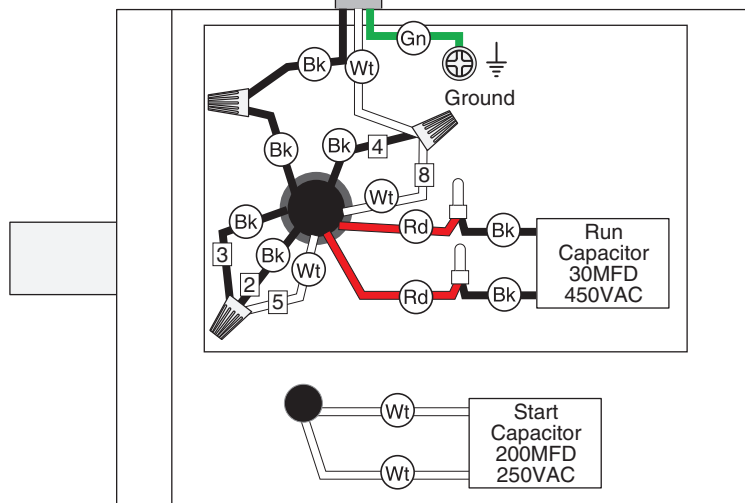 Gn
Bk
Wt
Ground
Bk
Bk
4
8
Wt
Bk
Rd
Bk
Run
Capacitor
30MFD
450VAC
3
Bk
Wt
2
5
Rd
Bk
Wt
Start
Capacitor
200MFD
250VAC
Wt